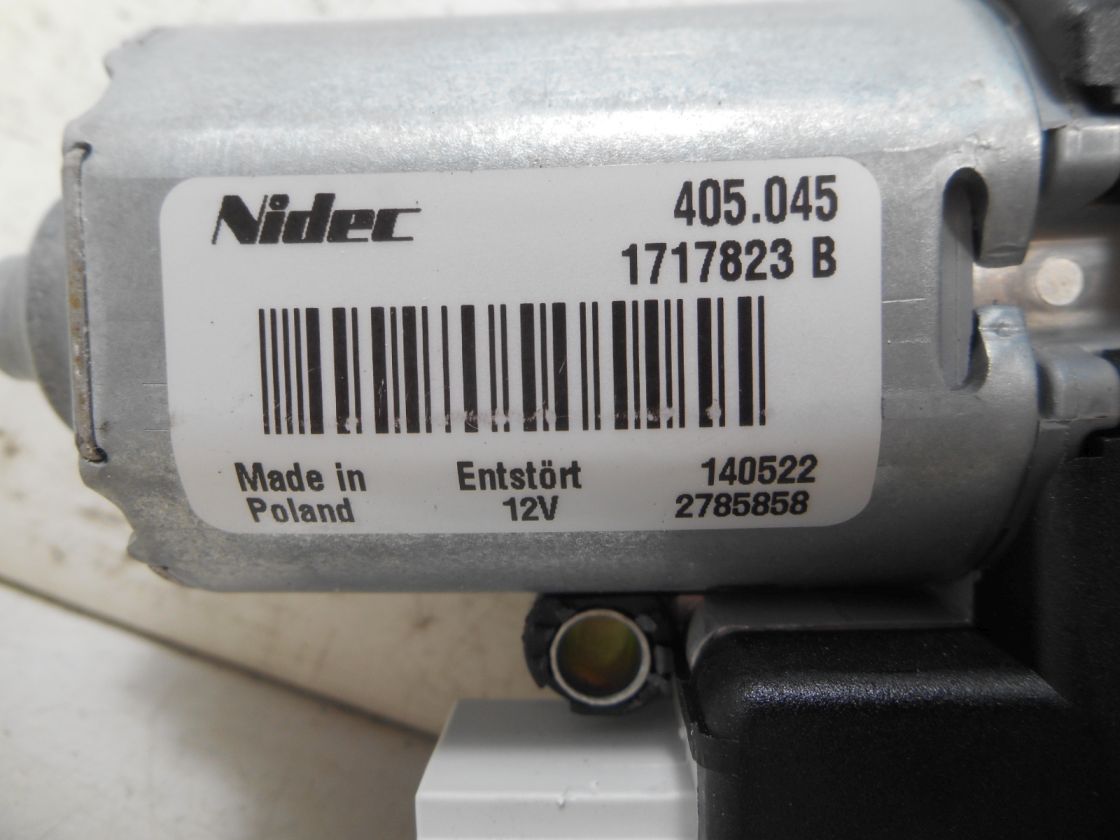 Nidec
405.045
1717823 B
Made in Entstört 140522
Poland 12V 2785858